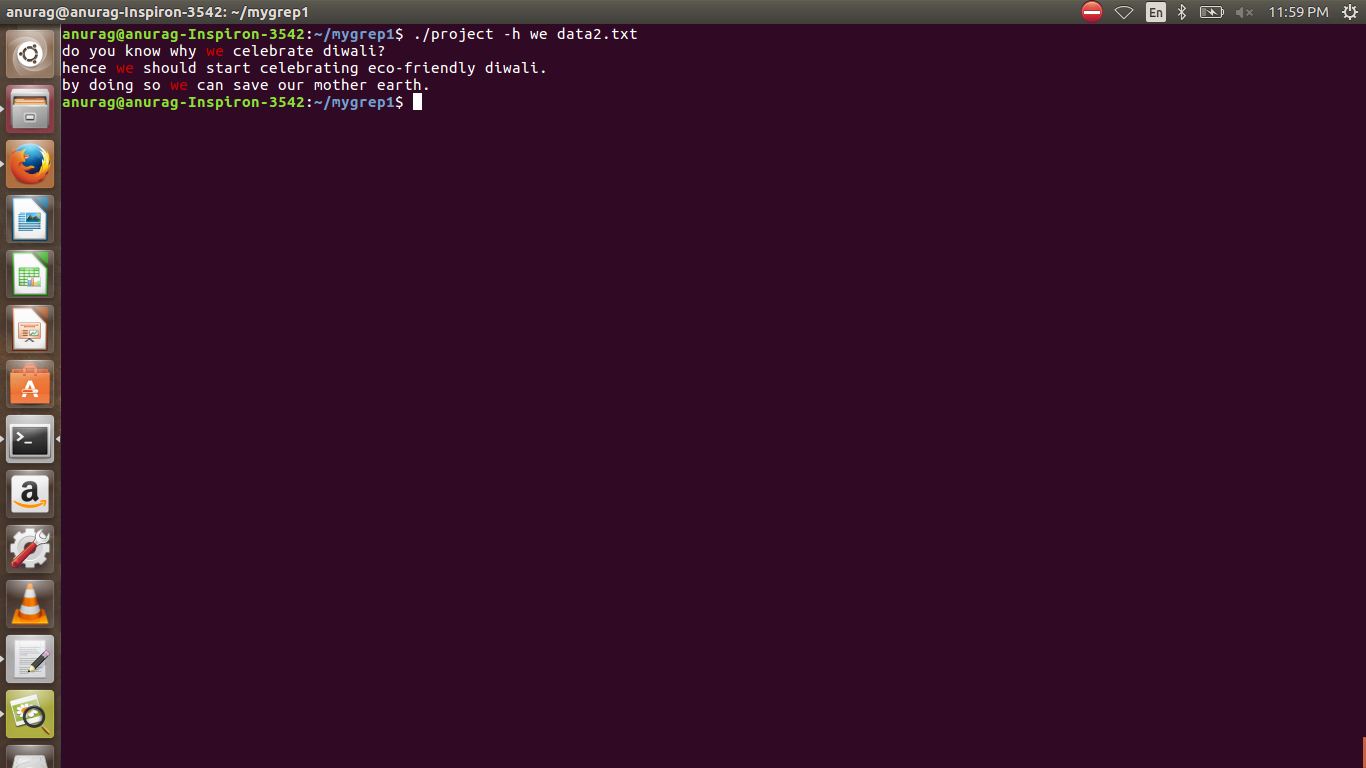 anurag@anurag-Inspiron-3542: ~/mygrep1
En
11:59 PM
anurag@anurag-Inspiron-3542:~/mygrep1$ ./project -h we data2.txt
do you know why we celebrate diwali?
hence we should start celebrating eco-friendly diwali.
by doing so we can save our mother earth.
anurag@anurag-Inspiron-3542:~/mygrep1$